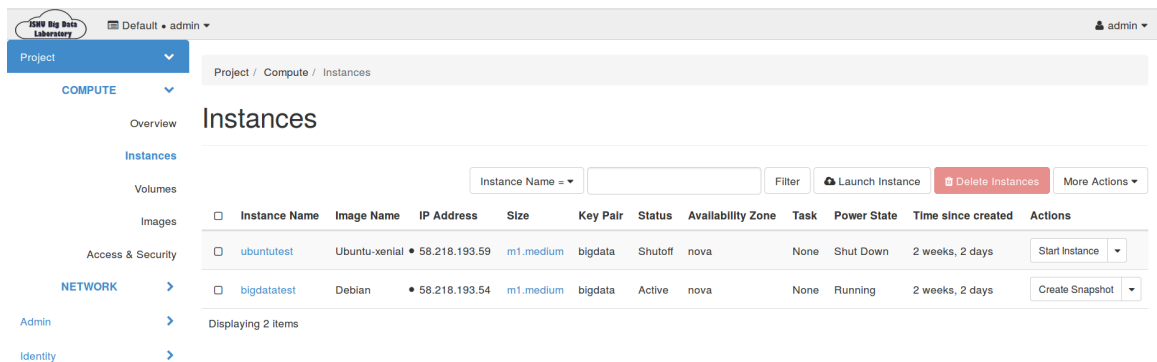 JSNU Big Data
Laboratory
Default • admin
admin
Project
COMPUTE
Overview
Instances
Volumes
Images
Access & Security
NETWORK
Admin
Identity
Project / Compute / Instances
Instances
Instance Name = Filter Launch Instance Delete Instances More Actions
Instance Name Image Name IP Address Size Key Pair Status Availability Zone Task Power State Time since created Actions
ubuntutest Ubuntu-xenial • 58.218.193.59 m1.medium bigdata Shutoff nova None Shut Down 2 weeks, 2 days Start Instance
bigdatatest Debian • 58.218.193.54 m1.medium bigdata Active nova None Running 2 weeks, 2 days Create Snapshot
Displaying 2 items